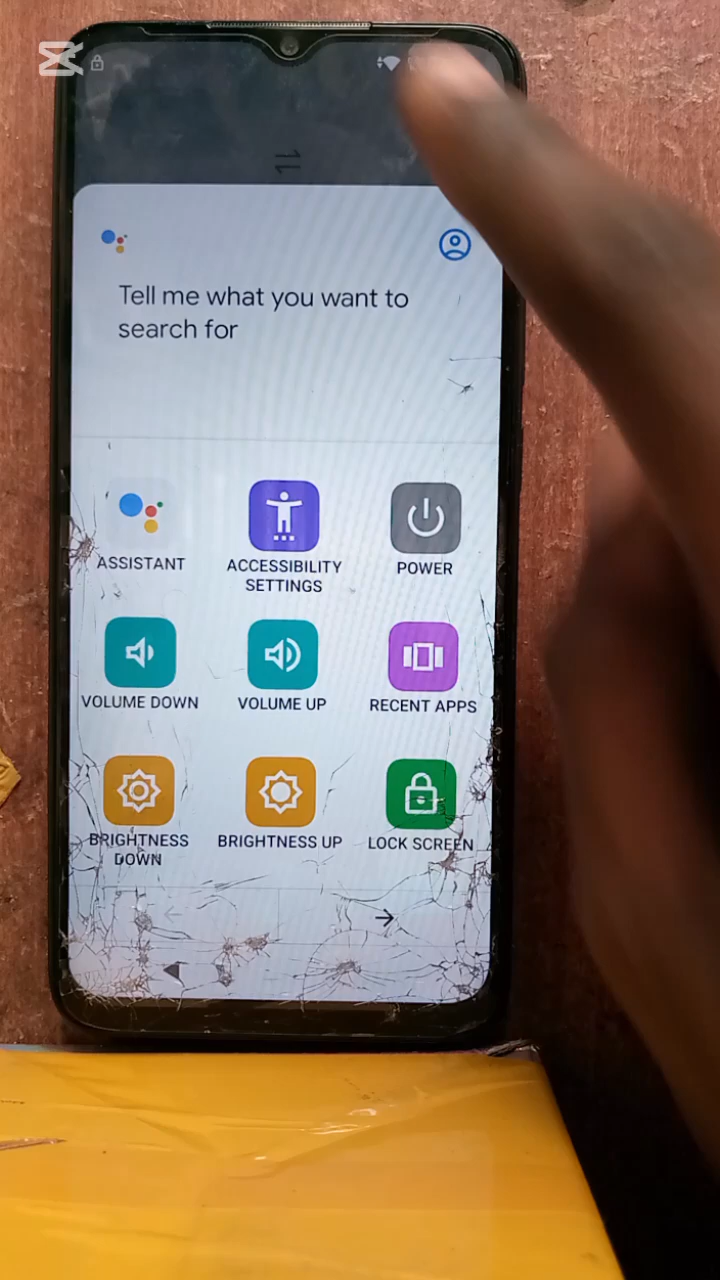 Tell me what you want to
search for
ASSISTANT
ACCESSIBILITY
SETTINGS
POWER
VOLUME DOWN
VOLUME UP
RECENT APPS
BRIGHTNESS
DOWN
BRIGHTNESS UP
LOCK SCREEN